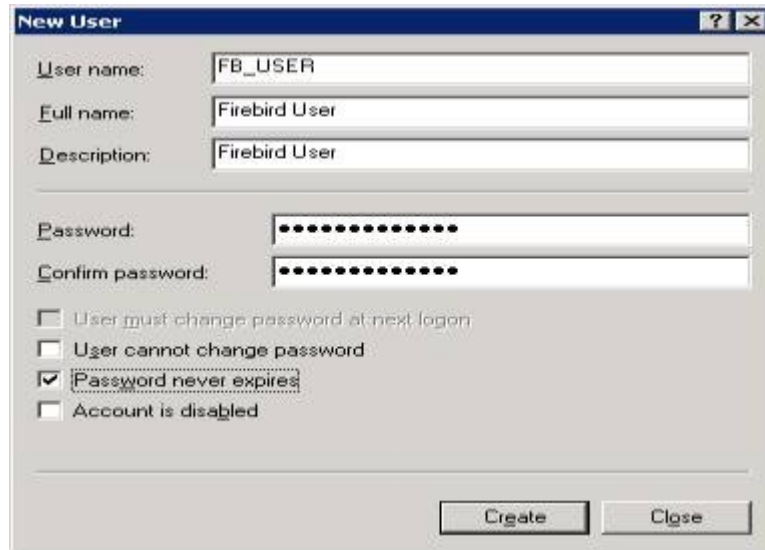 New User
User name: FB_USER
Full name: Firebird User
Description: Firebird User
Password: •••••••••••••
Confirm password: •••••••••••••
User must change password at next logon
User cannot change password
Password never expires
Account is disabled
Create Close